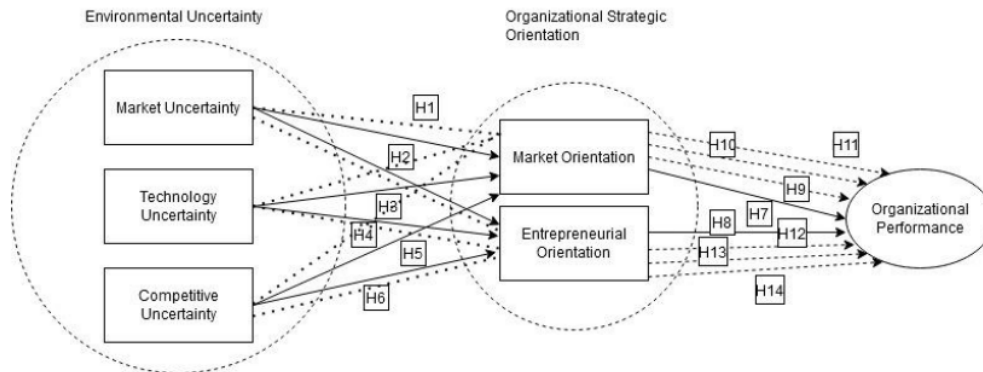 Environmental Uncertainty
Organizational Strategic
Orientation
Market Uncertainty
Technology
Uncertainty
Competitive
Uncertainty
H1
H2
H3
H4
H5
H6
Market Orientation
Entrepreneurial
Orientation
H10
H11
H9
H7
H8
H12
H13
H14
Organizational
Performance